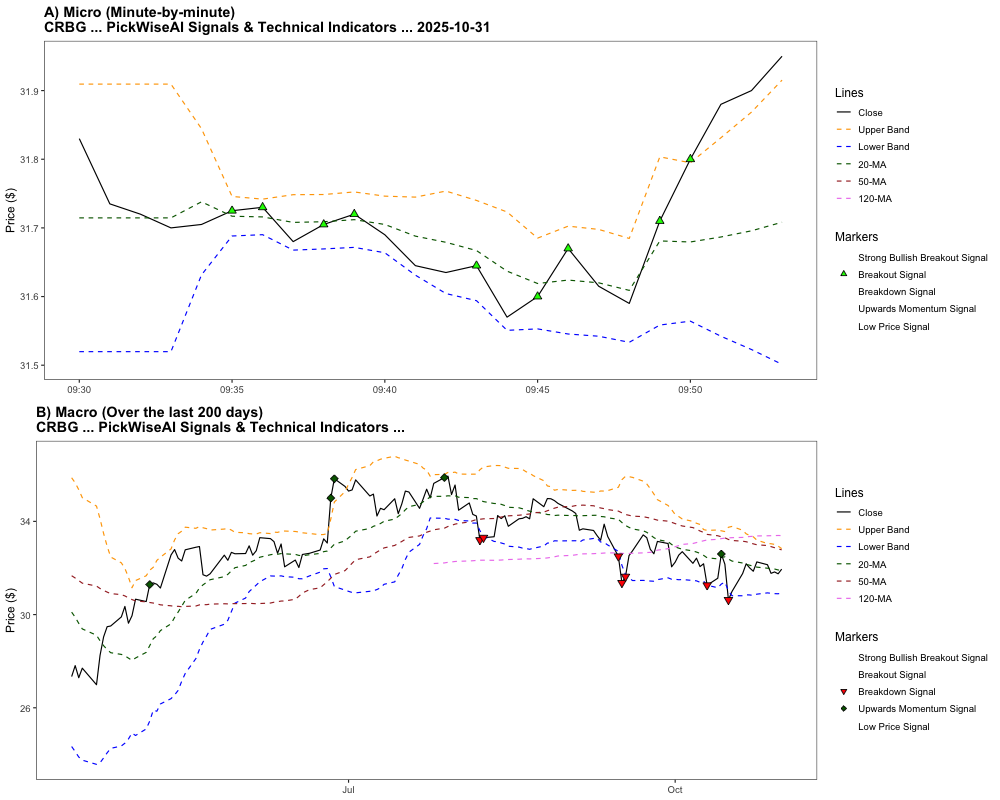 A) Micro (Minute-by-minute)
CRBG ... PickWiseAI Signals & Technical Indicators ... 2025-10-31
Price ($)
31.9
31.8
31.7
31.6
31.5
09:30
09:35
09:40
09:45
09:50
Lines
Close
Upper Band
Lower Band
20-MA
50-MA
120-MA
Markers
Strong Bullish Breakout Signal
Breakout Signal
Breakdown Signal
Upwards Momentum Signal
Low Price Signal
B) Macro (Over the last 200 days)
CRBG ... PickWiseAI Signals & Technical Indicators ...
Price ($)
34
30
26
Jul
Oct
Lines
Close
Upper Band
Lower Band
20-MA
50-MA
120-MA
Markers
Strong Bullish Breakout Signal
Breakout Signal
Breakdown Signal
Upwards Momentum Signal
Low Price Signal